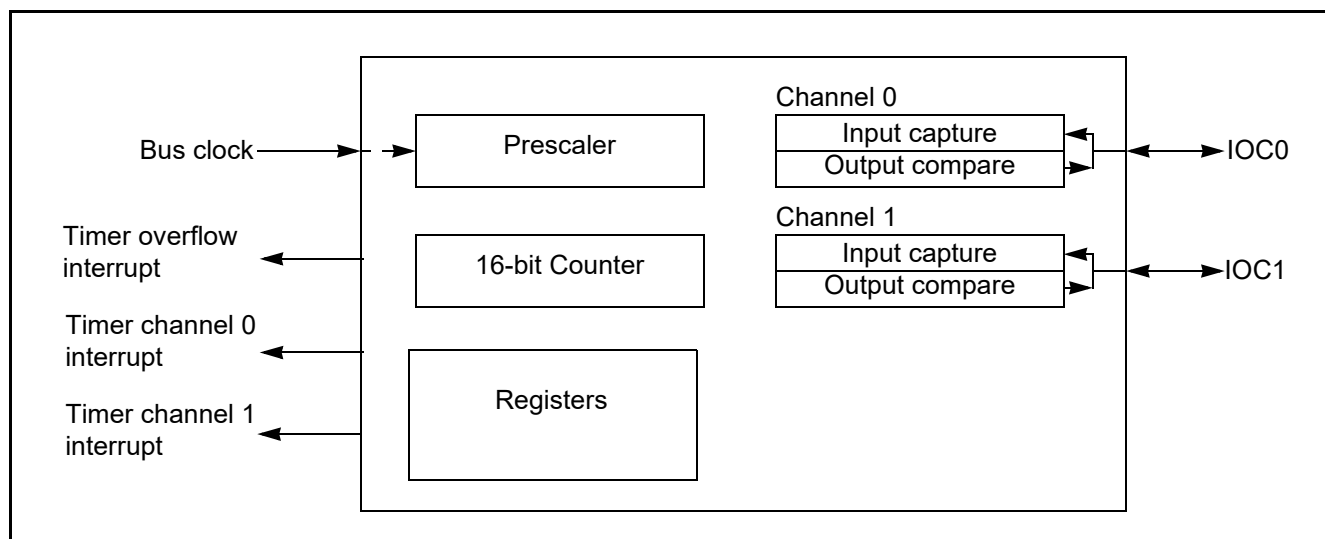 Channel 0
Bus clock
Prescaler
Input capture
Output compare
IOC0
Channel 1
Timer overflow
interrupt
16-bit Counter
Input capture
Output compare
IOC1
Timer channel 0
interrupt
Registers
Timer channel 1
interrupt